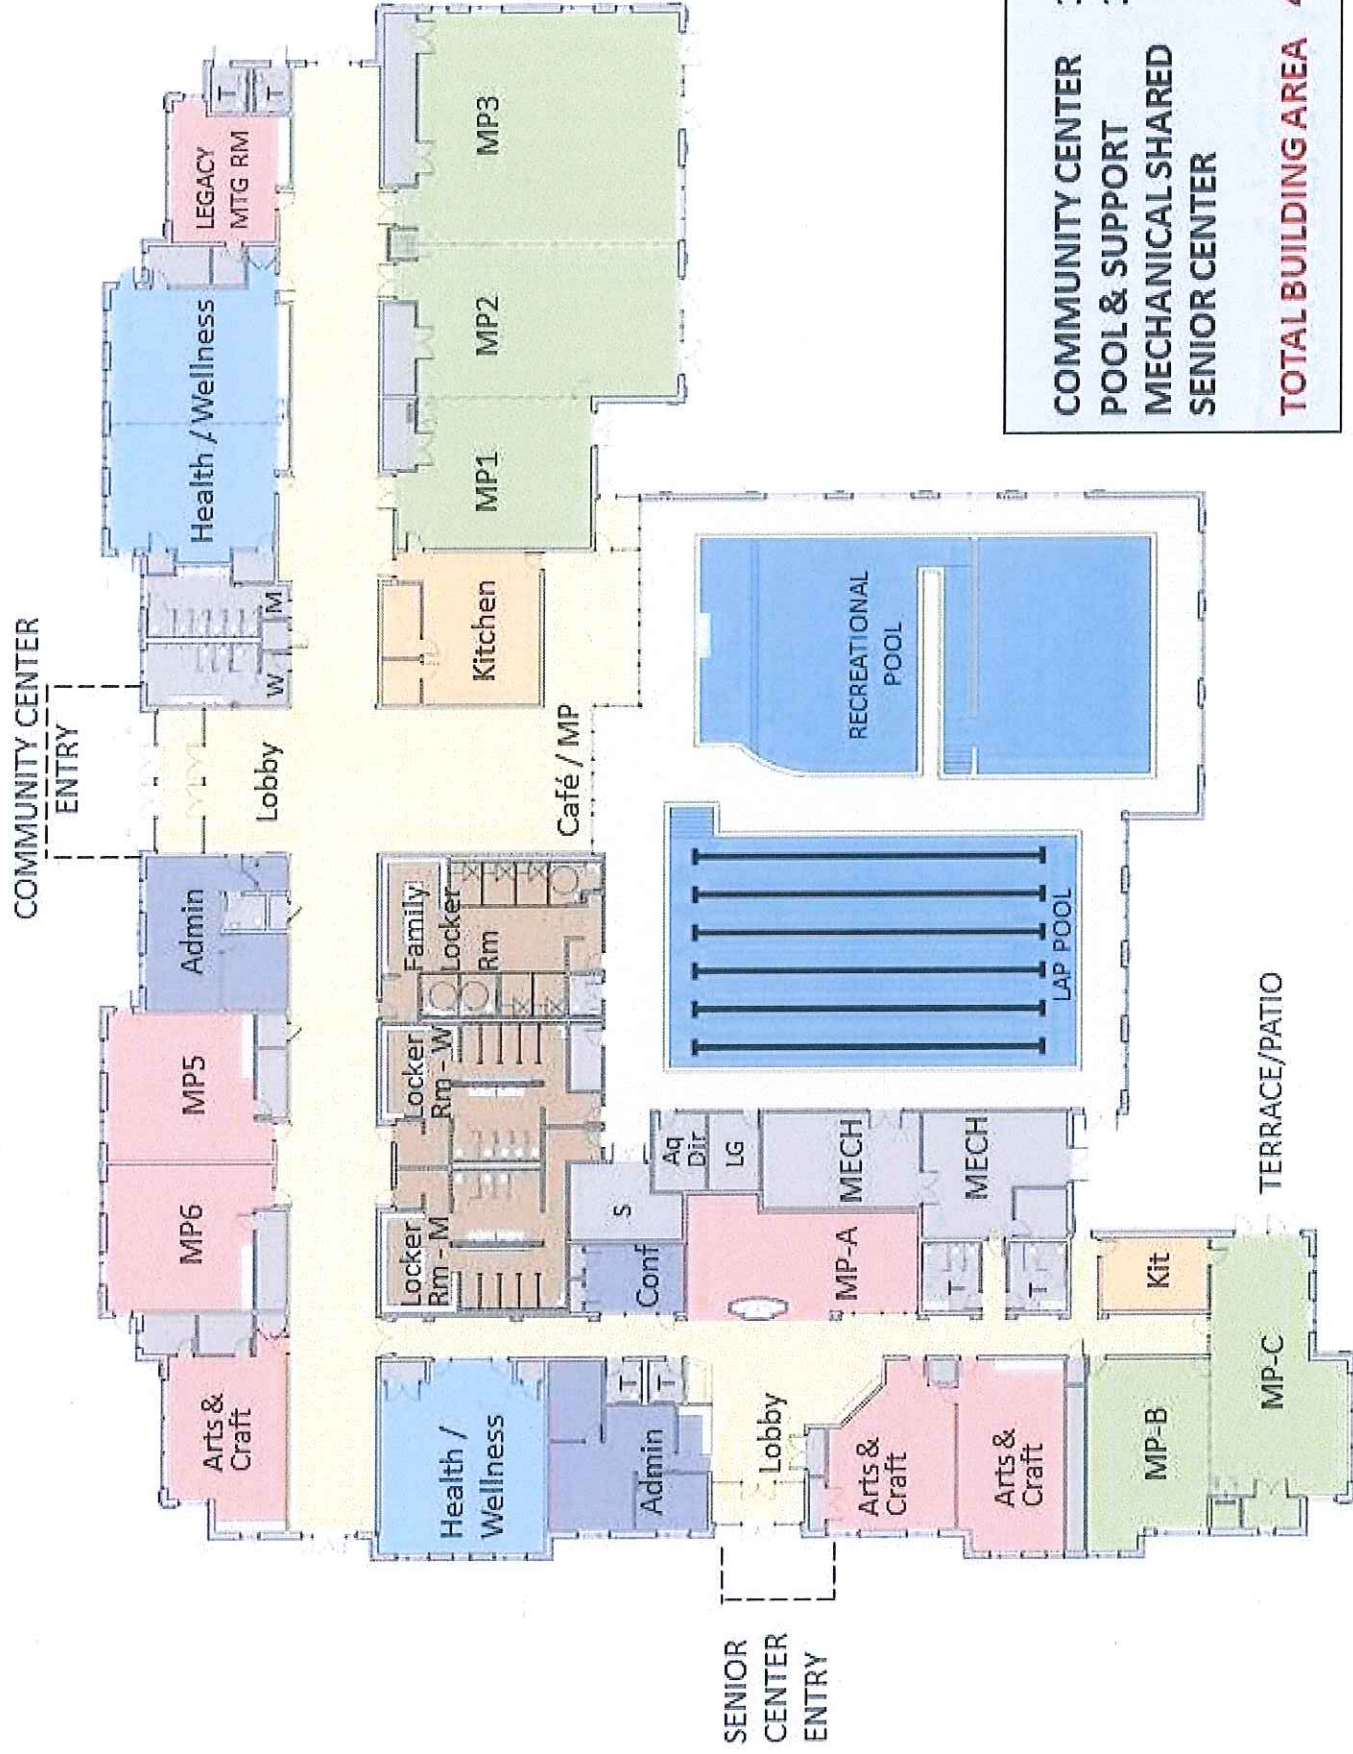 COMMUNITY CENTER
ENTRY
Arts &
Craft
MP6
MP5
Admin
Lobby
W
M
Health / Wellness
LEGACY
MTG RM
T
T
Locker
Rm - M
Locker
Rm - W
Family
Locker
Rm
Café / MP
Kitchen
MP1
MP2
MP3
Health /
Wellness
Admin
T
T
Conf
S
Aq
Dir
LG
MECH
MECH
MP-A
T
T
SENIOR
CENTER
ENTRY
Lobby
Arts &
Craft
Arts &
Craft
MP-B
MP-C
Kit
TERRACE/PATIO
LAP POOL
RECREATIONAL
POOL
COMMUNITY CENTER
POOL & SUPPORT
MECHANICAL SHARED
SENIOR CENTER
TOTAL BUILDING AREA